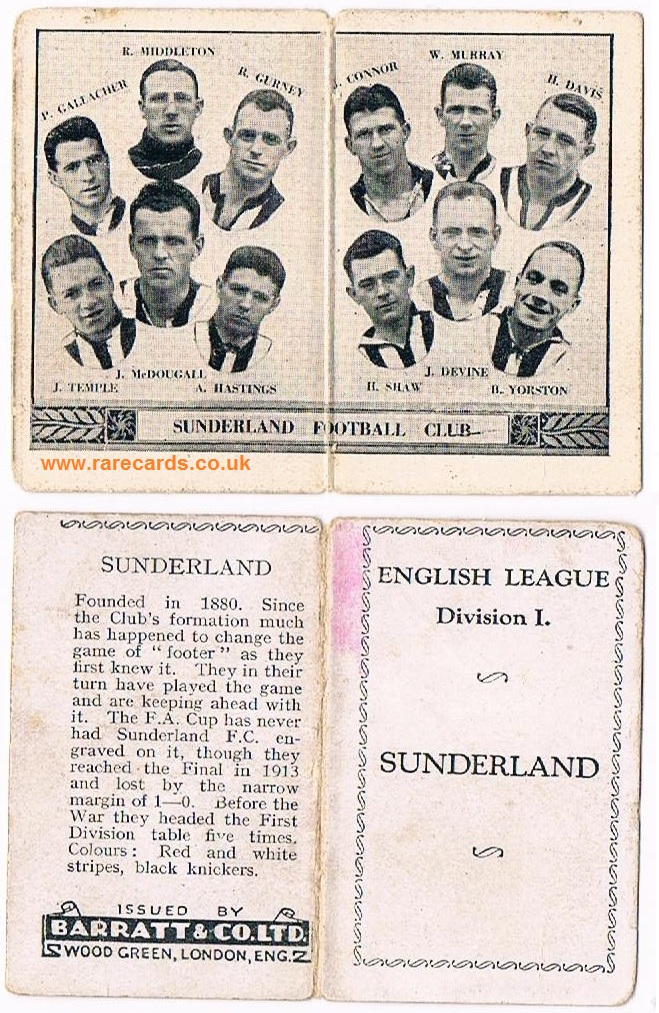 R. MIDDLETON
P. GALLACHER
R. GURNEY
J. McDOUGALL
J. TEMPLE
A. HASTINGS
CONNOR
W. MURRAY
H. DAVIS
J. DEVINE
H. SHAW
B. YORSTON
SUNDERLAND FOOTBALL CLUB
www.rarecards.co.uk
SUNDERLAND
Founded in 1880. Since
the Club's formation much
has happened to change the
game of "footer" as they
first knew it. They in their
turn have played the game
and are keeping ahead with
it. The F.A. Cup has never
had Sunderland F.C. en-
graved on it, though they
reached the Final in 1913
and lost by the narrow
margin of 1—0. Before the
War they headed the First
Division table five times.
Colours: Red and white
stripes, black knickers.
ISSUED BY
BARRATT & CO. LTD.
WOOD GREEN, LONDON, ENG.
ENGLISH LEAGUE
Division I.
SUNDERLAND